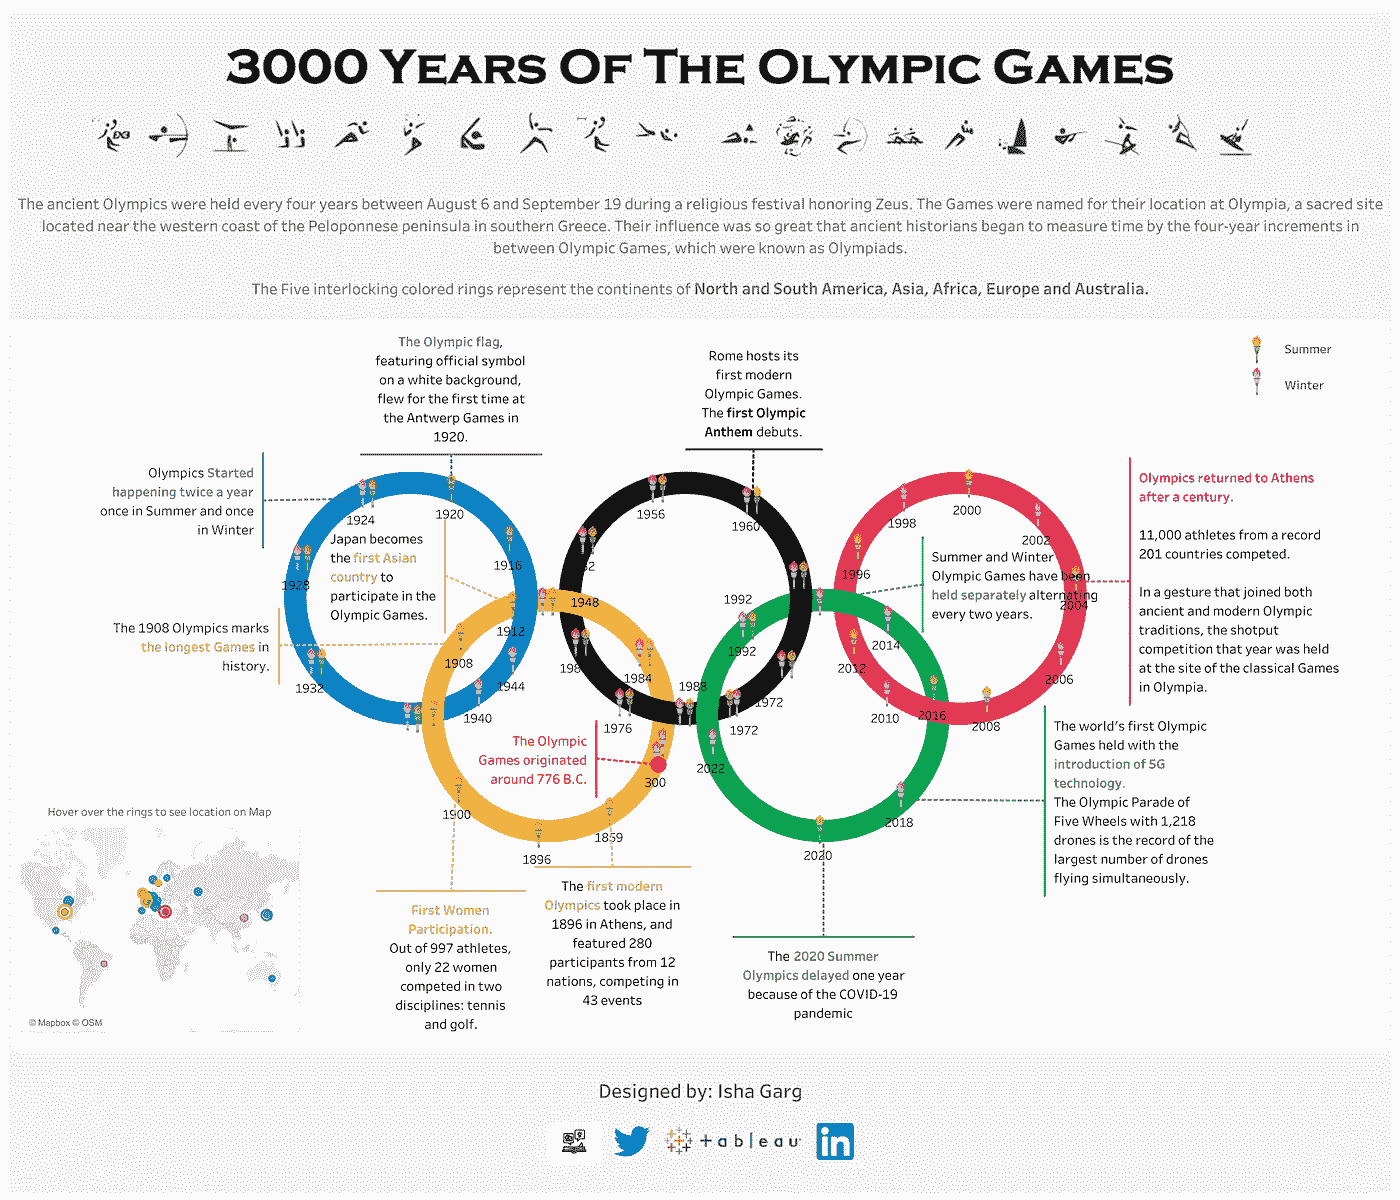 3000 Years Of The Olympic Games
The ancient Olympics were held every four years between August 6 and September 19 during a religious festival honoring Zeus. The Games were named for their location at Olympia, a sacred site
located near the western coast of the Peloponnese peninsula in southern Greece. Their influence was so great that ancient historians began to measure time by the four-year increments in
between Olympic Games, which were known as Olympiads.
The Five interlocking colored rings represent the continents of North and South America, Asia, Africa, Europe and Australia.
Summer
Winter
The Olympic flag,
featuring official symbol
on a white background,
flew for the first time at
the Antwerp Games in
1920.
Rome hosts its
first modern
Olympic Games.
The first Olympic
Anthem debuts.
Olympics Started
happening twice a year
once in Summer and once
in Winter
Olympics returned to Athens
after a century.
11,000 athletes from a record
201 countries competed.
In a gesture that joined both
ancient and modern Olympic
traditions, the shotput
competition that year was held
at the site of the classical Games
in Olympia.
1924
1920
1916
1928
1912
1932
1944
1940
1908
Japan becomes
the first Asian
country to
participate in the
Olympic Games.
The 1908 Olympics marks
the longest Games in
history.
1956
1960
1948
1984
1976
1988
1972
1972
1992
1992
1998
2000
2002
1996
2004
2006
2008
2010
2012
2014
2016
2018
2020
2022
Summer and Winter
Olympic Games have been
held separately alternating
every two years.
The Olympic
Games originated
around 776 B.C.
300
1859
1896
1900
The world's first Olympic
Games held with the
introduction of 5G
technology.
The Olympic Parade of
Five Wheels with 1,218
drones is the record of the
largest number of drones
flying simultaneously.
Hover over the rings to see location on Map
© Mapbox © OSM
First Women
Participation.
Out of 997 athletes,
only 22 women
competed in two
disciplines: tennis
and golf.
The first modern
Olympics took place in
1896 in Athens, and
featured 280
participants from 12
nations, competing in
43 events
The 2020 Summer
Olympics delayed one year
because of the COVID-19
pandemic
Designed by: Isha Garg
+ a b | e a u
in